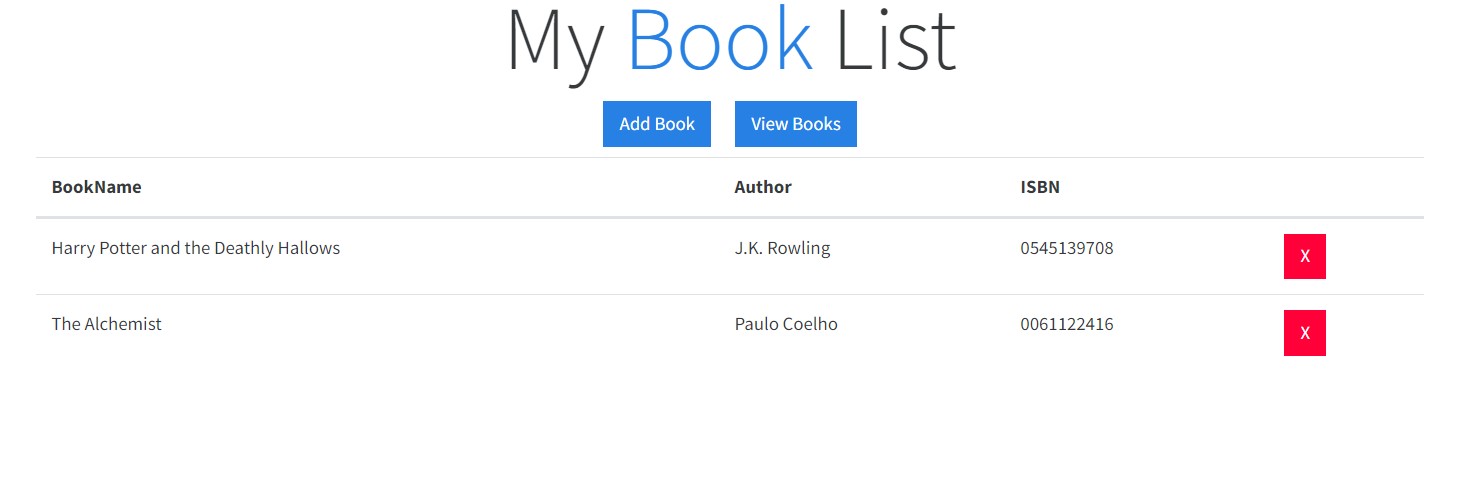 My Book List
Add Book View Books
BookName Author ISBN
Harry Potter and the Deathly Hallows J.K. Rowling 0545139708 X
The Alchemist Paulo Coelho 0061122416 X